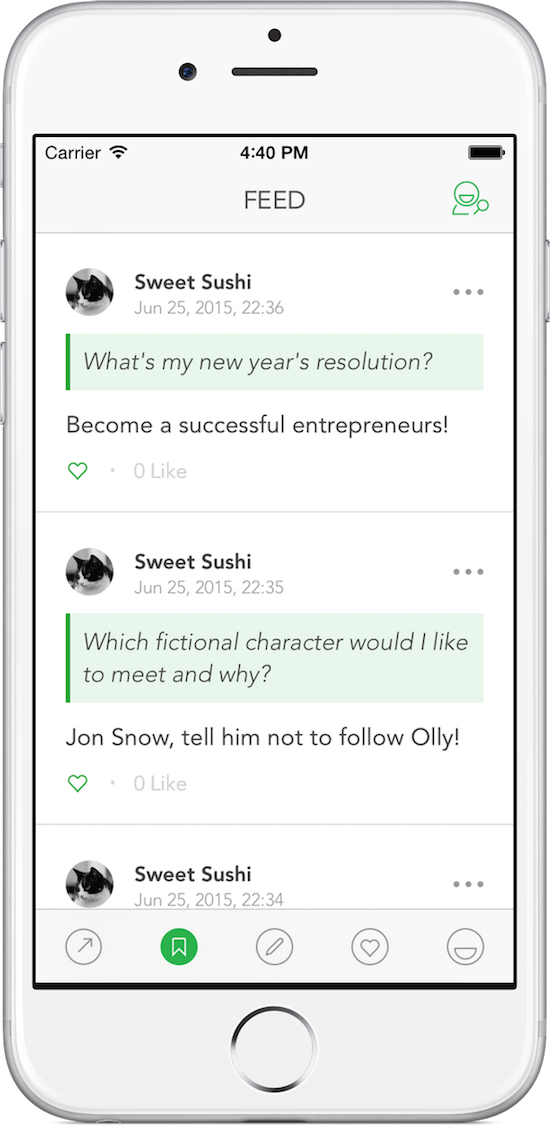 Carrier 4:40 PM
FEED
Sweet Sushi
Jun 25, 2015, 22:36
What's my new year's resolution?
Become a successful entrepreneurs!
0 Like
Sweet Sushi
Jun 25, 2015, 22:35
Which fictional character would I like
to meet and why?
Jon Snow, tell him not to follow Olly!
0 Like
Sweet Sushi
Jun 25, 2015, 22:34